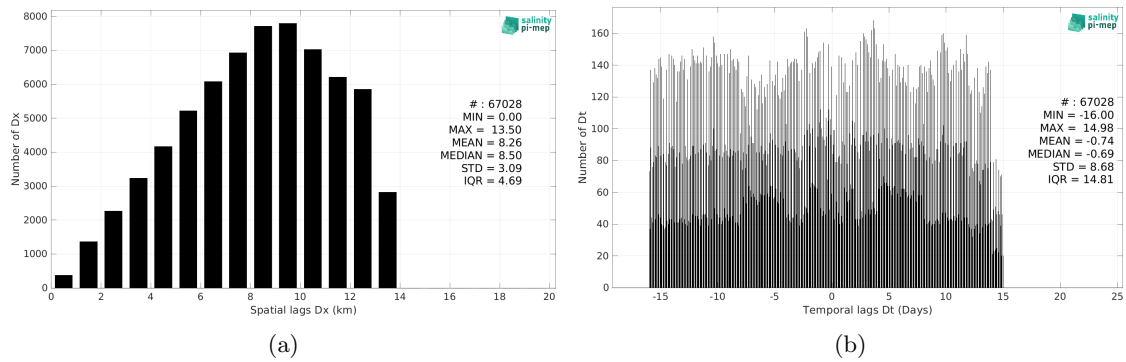 salinity
pi-mep
8000
7000
6000
5000
4000
3000
2000
1000
0
Number of Dx
# : 67028
MIN = 0.00
MAX = 13.50
MEAN = 8.26
MEDIAN = 8.50
STD = 3.09
IQR = 4.69
0 2 4 6 8 10 12 14 16 18 20
Spatial lags Dx (km)
(a)
salinity
pi-mep
160
140
120
100
80
60
40
20
0
Number of Dt
# : 67028
MIN = -16.00
MAX = 14.98
MEAN = -0.74
MEDIAN = -0.69
STD = 8.68
IQR = 14.81
-15 -10 -5 0 5 10 15 20 25
Temporal lags Dt (Days)
(b)